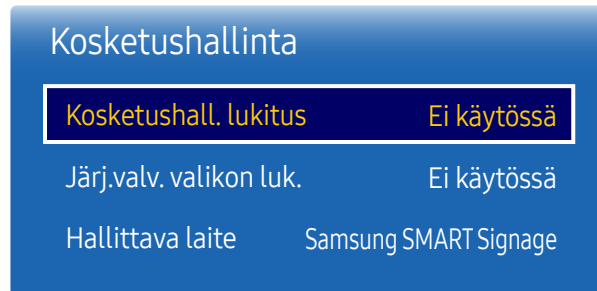 Kosketushallinta
Kosketushall. lukitus Ei käytössä
Järj.valv. valikon luk. Ei käytössä
Hallittava laite Samsung SMART Signage